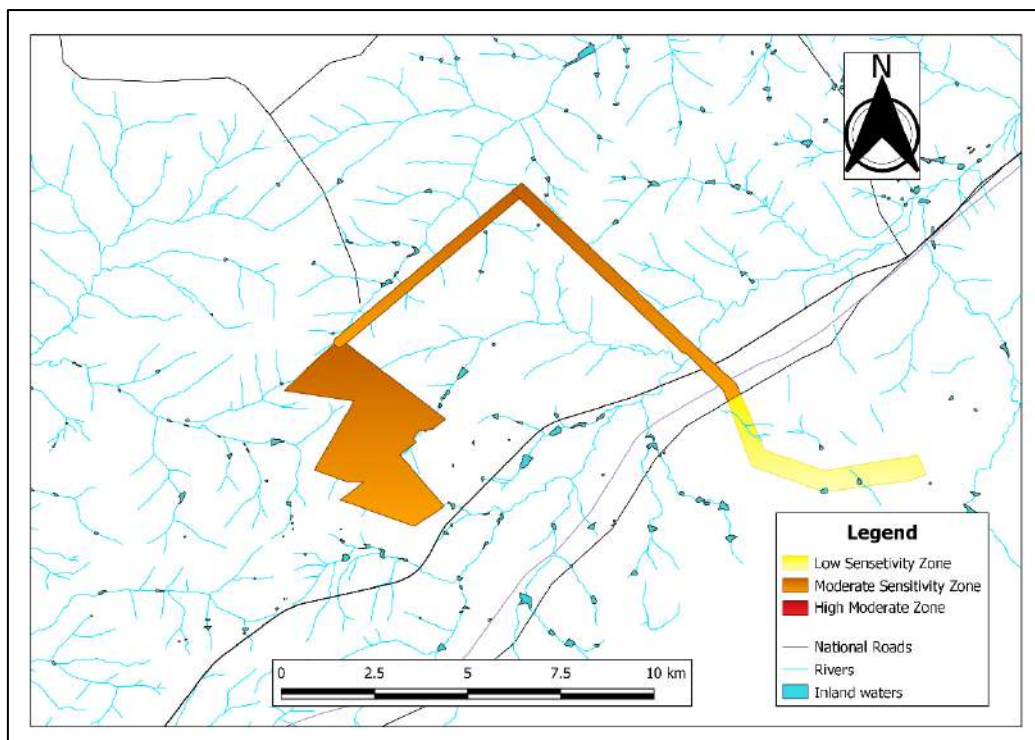 N
Legend
Low Sensetivity Zone
Moderate Sensitivity Zone
High Moderate Zone
National Roads
Rivers
Inland waters
0 2.5 5 7.5 10 km